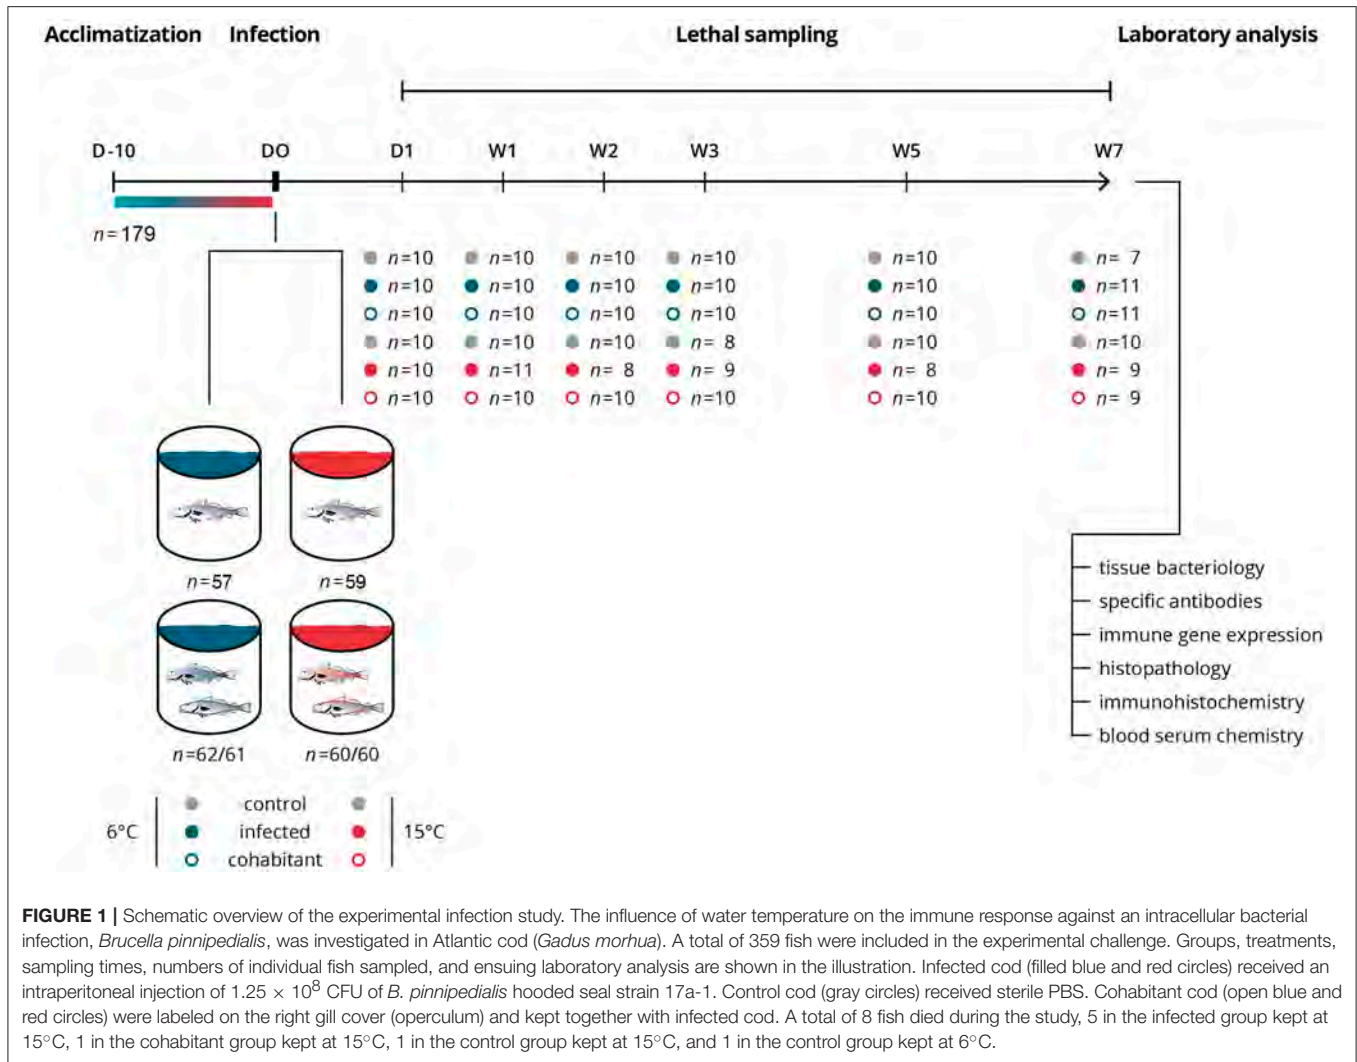 Acclimatization Infection Lethal sampling Laboratory analysis
D-10 D0 D1 W1 W2 W3 W5 W7
n=179
n=10 n=10 n=10 n=10 n=10 n= 7
n=10 n=10 n=10 n=10 n=10 n=11
n=10 n=10 n=10 n=10 n=10 n=11
n=10 n=10 n=10 n= 8 n=10 n=10
n=10 n=11 n= 8 n= 9 n= 8 n= 9
n=10 n=10 n=10 n=10 n=10 n= 9
n=57 n=59
n=62/61 n=60/60
tissue bacteriology
specific antibodies
immune gene expression
histopathology
immunohistochemistry
blood serum chemistry
control
6°C infected 15°C
cohabitant
FIGURE 1 | Schematic overview of the experimental infection study. The influence of water temperature on the immune response against an intracellular bacterial
infection, Brucella pinnipedialis, was investigated in Atlantic cod (Gadus morhua). A total of 359 fish were included in the experimental challenge. Groups, treatments,
sampling times, numbers of individual fish sampled, and ensuing laboratory analysis are shown in the illustration. Infected cod (filled blue and red circles) received an
intraperitoneal injection of 1.25 × 10⁸ CFU of B. pinnipedialis hooded seal strain 17a-1. Control cod (gray circles) received sterile PBS. Cohabitant cod (open blue and
red circles) were labeled on the right gill cover (operculum) and kept together with infected cod. A total of 8 fish died during the study, 5 in the infected group kept at
15°C, 1 in the cohabitant group kept at 15°C, 1 in the control group kept at 15°C, and 1 in the control group kept at 6°C.